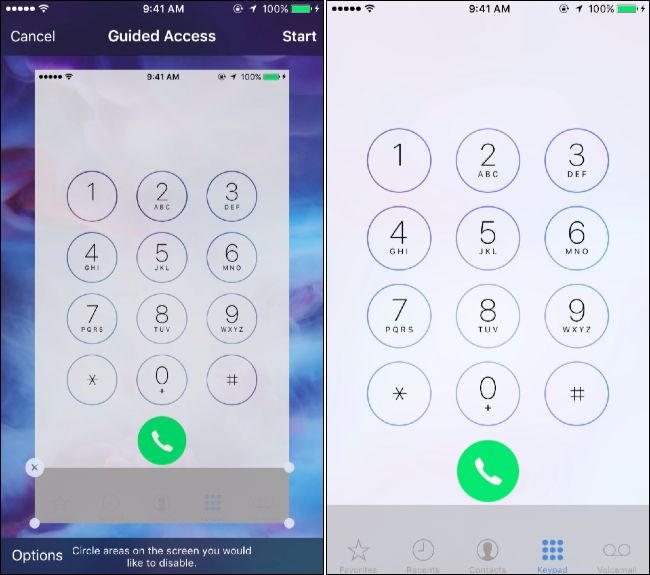 9:41 AM 100%
Cancel Guided Access Start
9:41 AM 100%
1 2 3
ABC DEF
4 5 6
GHI JKL MNO
7 8 9
PQRS TUV WXYZ
* 0 #
+
Options Circle areas on the screen you would
like to disable.
9:41 AM 100%
1 2 3
ABC DEF
4 5 6
GHI JKL MNO
7 8 9
PQRS TUV WXYZ
* 0 #
+
Favorites Recents Contacts Keypad Voicemail